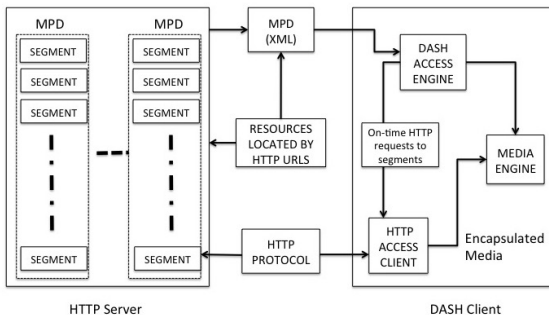 MPD
MPD
SEGMENT
SEGMENT
SEGMENT
SEGMENT
SEGMENT
SEGMENT
SEGMENT
SEGMENT
HTTP Server
MPD
(XML)
RESOURCES
LOCATED BY
HTTP URLS
HTTP
PROTOCOL
DASH
ACCESS
ENGINE
On-time HTTP
requests to
segments
MEDIA
ENGINE
HTTP
ACCESS
CLIENT
Encapsulated
Media
DASH Client